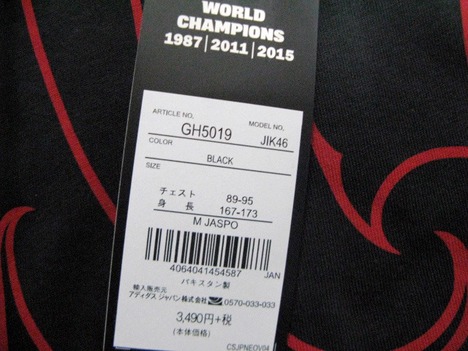 WORLD
CHAMPIONS
1987|2011|2015
ARTICLE NO. MODEL NO.
GH5019 JIK46
COLOR
BLACK
SIZE
チェスト 89-95
身長 167-173
M JASPO
4064041454587 JAN
パキスタン製
輸入販売元
アディダス ジャパン株式会社 0570-033-033
3,490円+税
(本体価格)
CSJPNEOV04